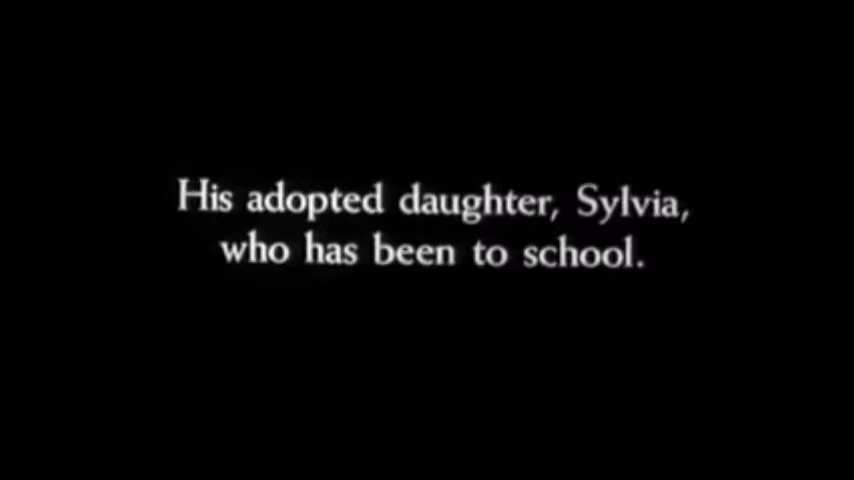 His adopted daughter, Sylvia,
who has been to school.